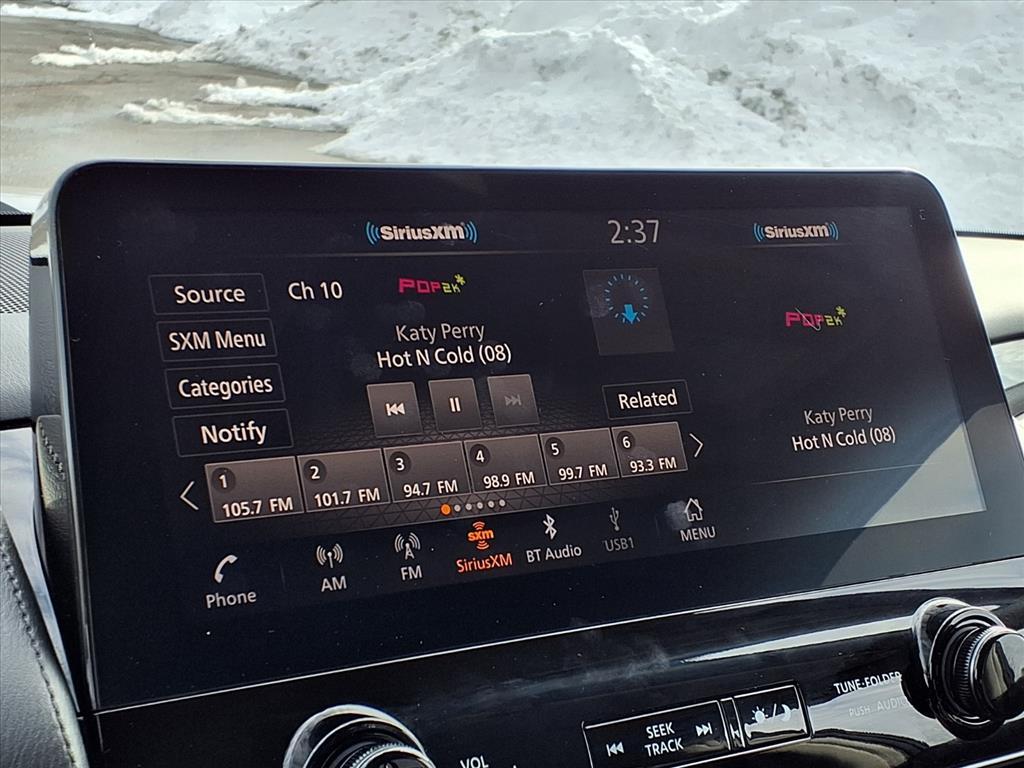 SiriusXM
2:37
SiriusXM
Source
Ch 10
POP2K
SXM Menu
Katy Perry
Hot N Cold (08)
Categories
Notify
Related
POP2K
Katy Perry
Hot N Cold (08)
1 105.7 FM
2 101.7 FM
3 94.7 FM
4 98.9 FM
5 99.7 FM
6 93.3 FM
Phone
AM
FM
sxm
SiriusXM
BT Audio
USB1
MENU
VOL
SEEK
TRACK
TUNE·FOLDER
PUSH AUDIO